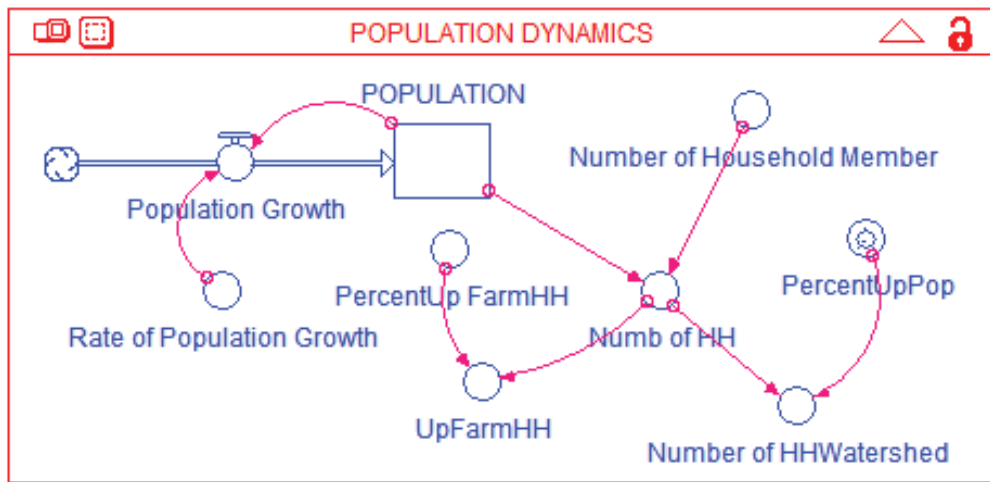 POPULATION DYNAMICS
POPULATION
Number of Household Member
Population Growth
PercentUp FarmHH
PercentUpPop
Rate of Population Growth
Numb of HH
UpFarmHH
Number of HHWatershed